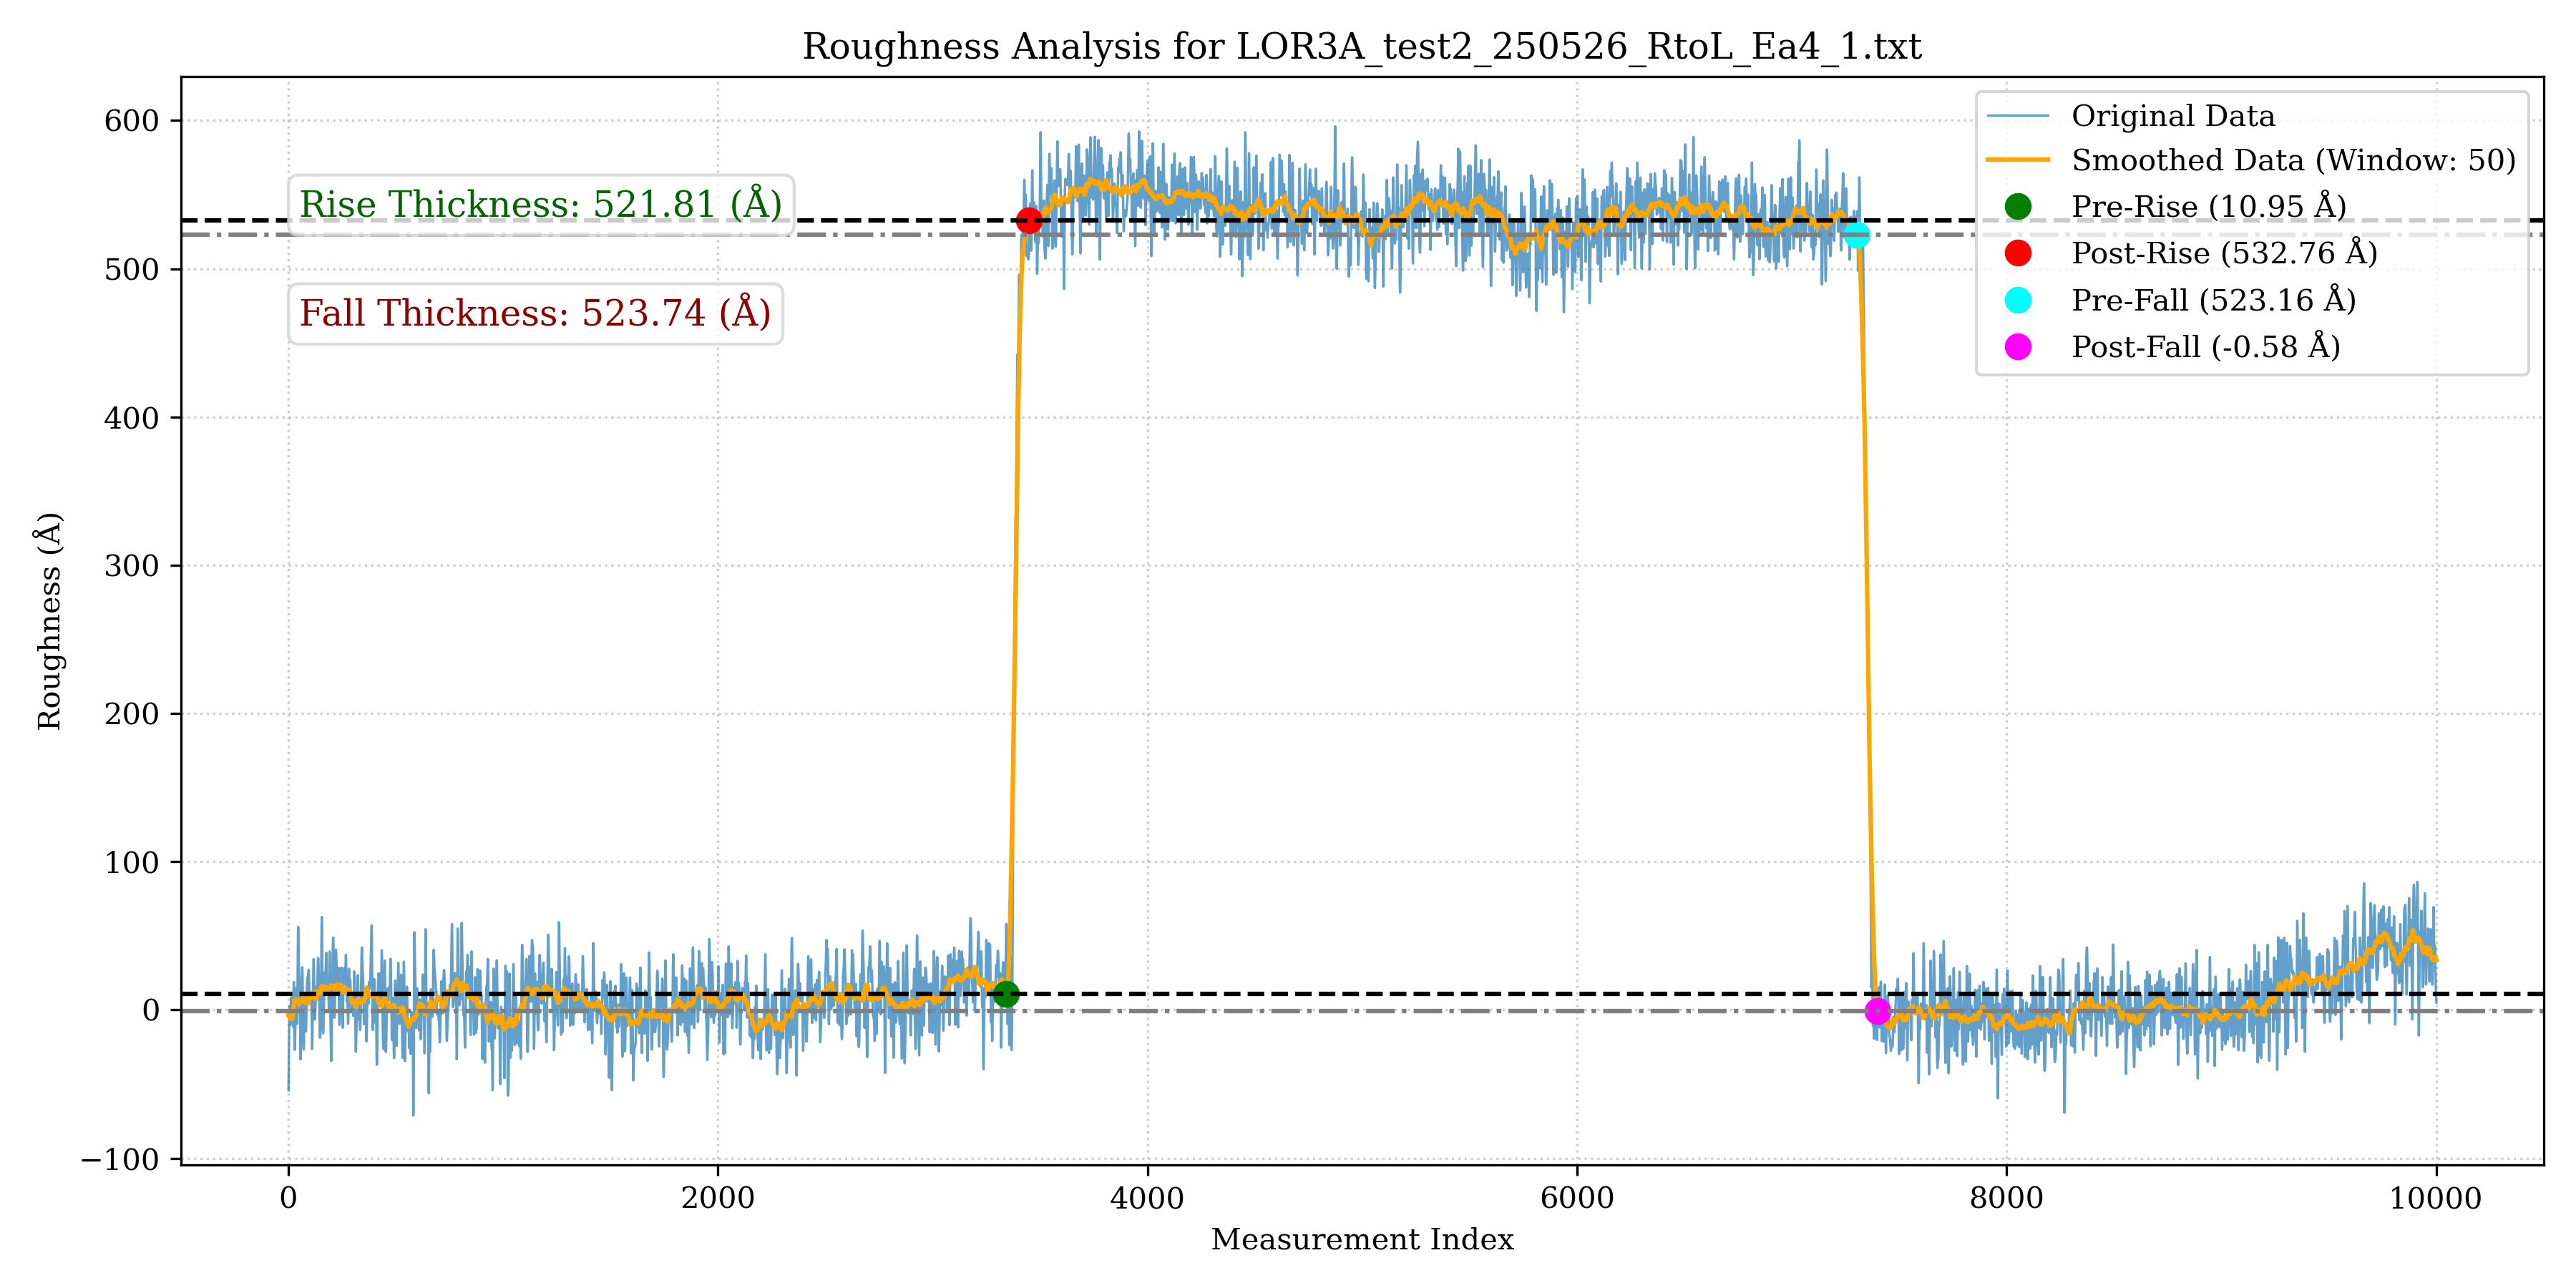 Roughness Analysis for LOR3A_test2_250526_RtoL_Ea4_1.txt
Original Data
Smoothed Data (Window: 50)
Pre-Rise (10.95 Å)
Post-Rise (532.76 Å)
Pre-Fall (523.16 Å)
Post-Fall (-0.58 Å)
Rise Thickness: 521.81 (Å)
Fall Thickness: 523.74 (Å)
Roughness (Å)
600
500
400
300
200
100
0
−100
0
2000
4000
6000
8000
10000
Measurement Index